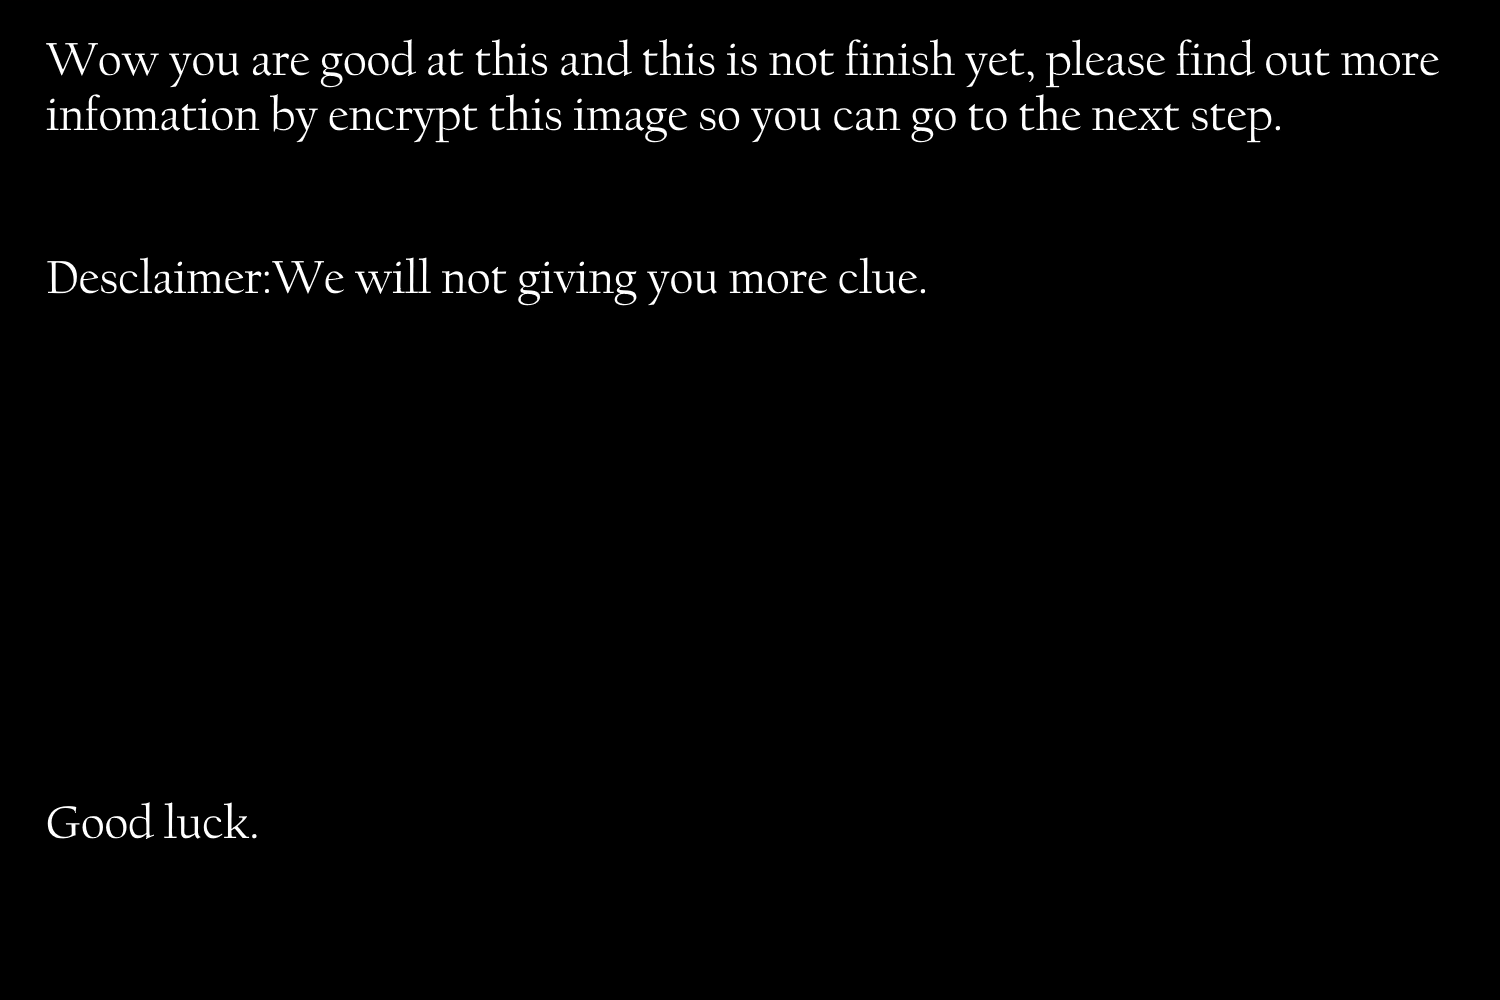 Wow you are good at this and this is not finish yet, please find out more
infomation by encrypt this image so you can go to the next step.
Desclaimer:We will not giving you more clue.
Good luck.